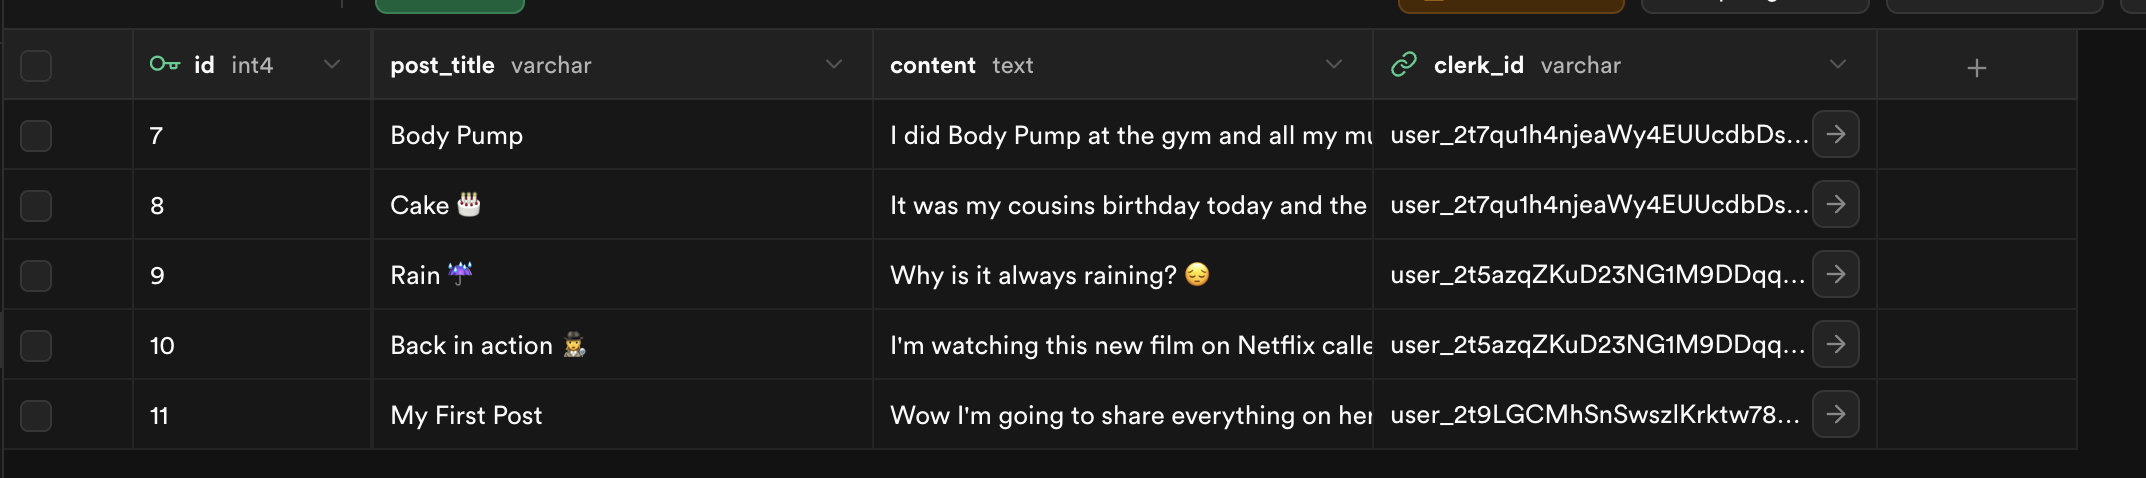 id int4 post_title varchar content text clerk_id varchar
7 Body Pump I did Body Pump at the gym and all my user_2t7qu1h4njeaWy4EUUcdbDs...
8 Cake 🎂 It was my cousins birthday today and the user_2t7qu1h4njeaWy4EUUcdbDs...
9 Rain ☔ Why is it always raining? 😔 user_2t5azqZKuD23NG1M9DDqq...
10 Back in action 🕵️ I'm watching this new film on Netflix calle user_2t5azqZKuD23NG1M9DDqq...
11 My First Post Wow I'm going to share everything on her user_2t9LGCMhSnSwszlKrktw78...